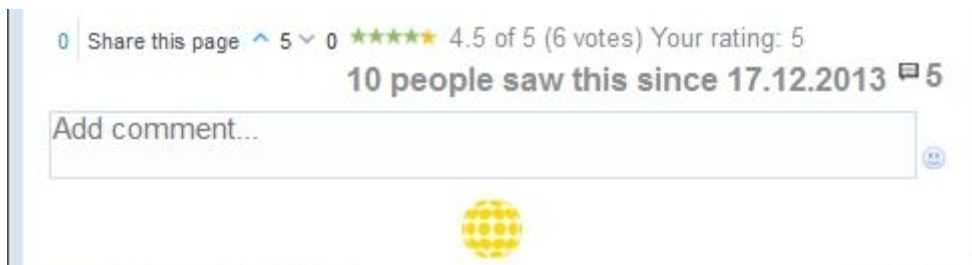 0 Share this page 5 0 4.5 of 5 (6 votes) Your rating: 5
10 people saw this since 17.12.2013 5
Add comment...